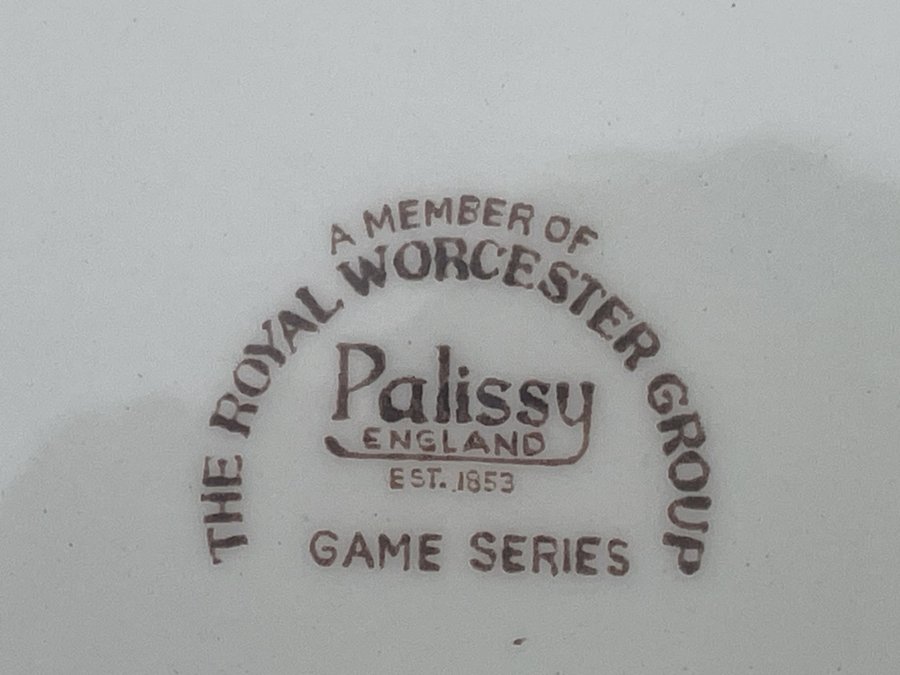 A MEMBER OF
THE ROYAL WORCESTER GROUP
Palissy
ENGLAND
EST. 1853
GAME SERIES